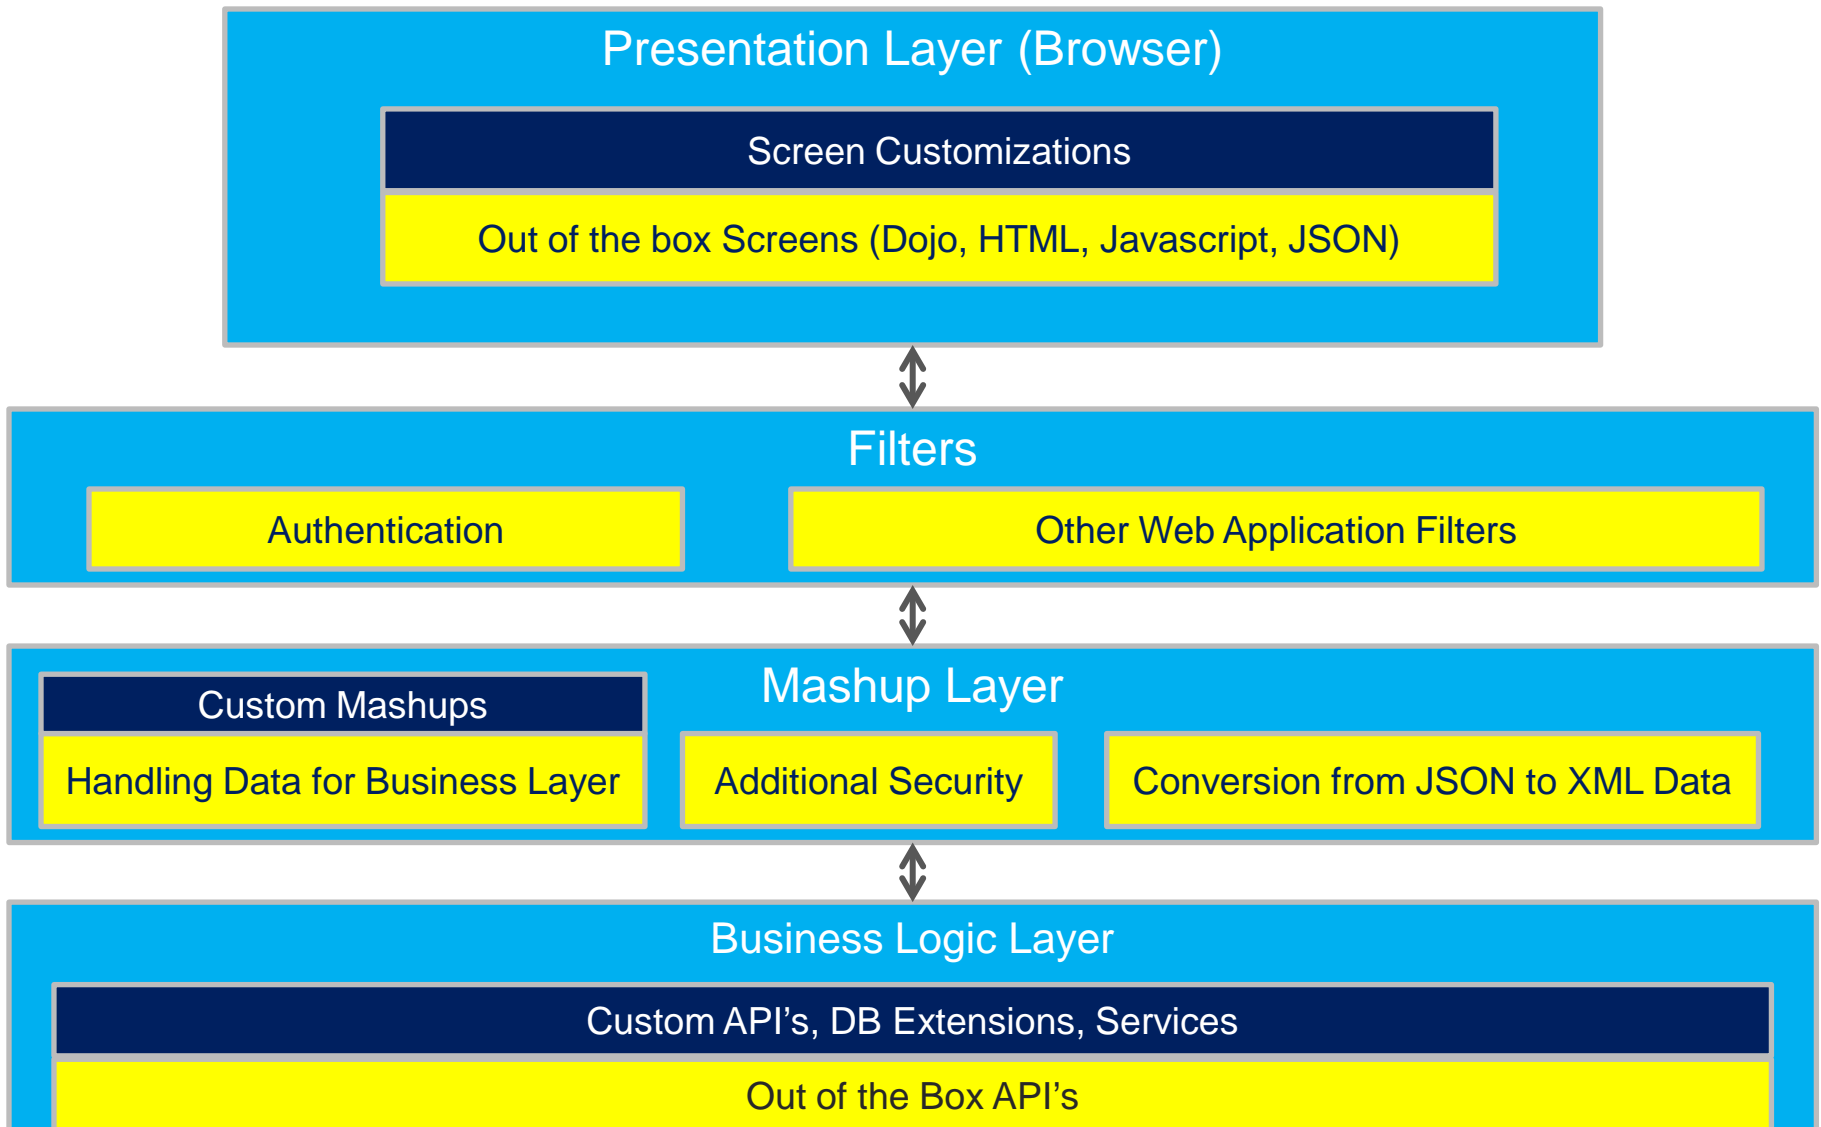 Presentation Layer (Browser)
Screen Customizations
Out of the box Screens (Dojo, HTML, Javascript, JSON)
Filters
Authentication
Other Web Application Filters
Mashup Layer
Custom Mashups
Handling Data for Business Layer
Additional Security
Conversion from JSON to XML Data
Business Logic Layer
Custom API’s, DB Extensions, Services
Out of the Box API’s